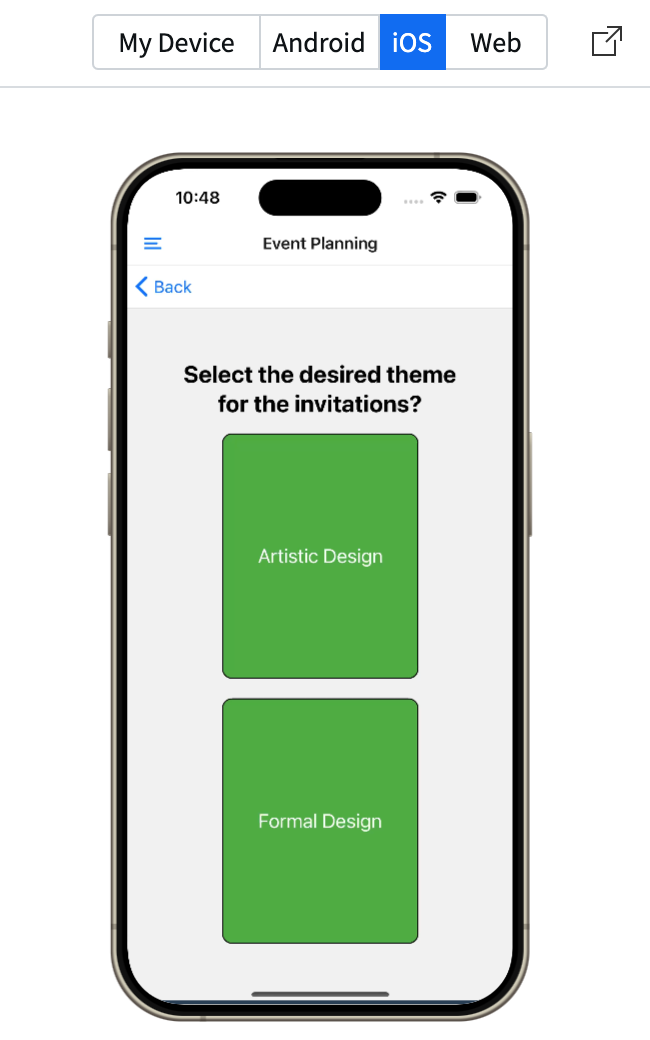 My Device Android iOS Web
10:48
Event Planning
Back
Select the desired theme
for the invitations?
Artistic Design
Formal Design